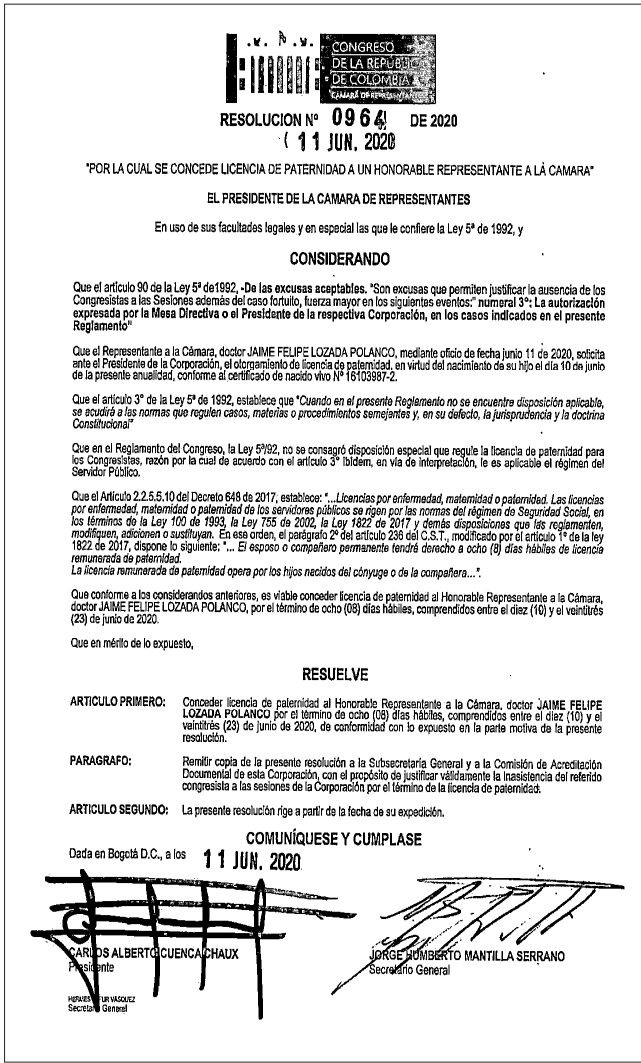 CONGRESO
DE LA REPÚBLICA
DE COLOMBIA
CÁMARA DE REPRESENTANTES
RESOLUCION Nº 0964 DE 2020
( 11 JUN. 2020
"POR LA CUAL SE CONCEDE LICENCIA DE PATERNIDAD A UN HONORABLE REPRESENTANTE A LA CAMARA"
EL PRESIDENTE DE LA CAMARA DE REPRESENTANTES
En uso de sus facultades legales y en especial las que le confiere la Ley 5ª de 1992, y
CONSIDERANDO
Que el artículo 90 de la Ley 5ª de1992, -De las excusas aceptables. "Son excusas que permiten justificar la ausencia de los
Congresistas a las Sesiones además del caso fortuito, fuerza mayor en los siguientes eventos:" numeral 3°: La autorización
expresada por la Mesa Directiva o el Presidente de la respectiva Corporación, en los casos indicados en el presente
Reglamento"
Que el Representante a la Cámara, doctor JAIME FELIPE LOZADA POLANCO, mediante oficio de fecha junio 11 de 2020, solicita
ante el Presidente de la Corporación, el otorgamiento de licencia de paternidad, en virtud del nacimiento de su hijo el día 10 de junio
de la presente anualidad, conforme al certificado de nacido vivo Nº 16103987-2.
Que el artículo 3° de la Ley 5ª de 1992, establece que "Cuando en el presente Reglamento no se encuentre disposición aplicable,
se acudirá a las normas que regulen casos, materias o procedimientos semejantes y, en su defecto, la jurisprudencia y la doctrina
Constitucional"
Que en el Reglamento del Congreso, la Ley 5ª/92, no se consagró disposición especial que regule la licencia de paternidad para
los Congresistas, razón por la cual de acuerdo con el artículo 3° ibídem, en vía de interpretación, le es aplicable el régimen del
Servidor Público.
Que el Artículo 2.2.5.5.10 del Decreto 648 de 2017; establece: "...Licencias por enfermedad, maternidad o paternidad. Las licencias
por enfermedad, maternidad o paternidad de los servidores públicos se rigen por las normas del régimen de Seguridad Social, en
los términos de la Ley 100 de 1993, la Ley 755 de 2002, la Ley 1822 de 2017 y demás disposiciones que las reglamenten,
modifiquen, adicionen o sustituyan. En ese orden, el parágrafo 2º del artículo 236 del C.S.T., modificado por el artículo 1º de la ley
1822 de 2017, dispone lo siguiente: "... El esposo o compañero permanente tendrá derecho a ocho (8) días hábiles de licencia
remunerada de paternidad.
La licencia remunerada de paternidad opera por los hijos nacidos del cónyuge o de la compañera...".
Que conforme a los considerandos anteriores, es viable conceder licencia de paternidad al Honorable Representante a la Cámara,
doctor JAIME FELIPE LOZADA POLANCO, por el término de ocho (08) días hábiles, comprendidos entre el diez (10) y el veintitrés
(23) de junio de 2020.
Que en mérito de lo expuesto,
RESUELVE
ARTICULO PRIMERO: Conceder licencia de paternidad al Honorable Representante a la Cámara, doctor JAIME FELIPE
LOZADA POLANCO por el término de ocho (08) días hábiles, comprendidos entre el diez (10) y el
veintitrés (23) de junio de 2020, de conformidad con lo expuesto en la parte motiva de la presente
resolución.
PARAGRAFO: Remitir copia de la presente resolución a la Subsecretaría General y a la Comisión de Acreditación
Documental de esta Corporación, con el propósito de justificar válidamente la inasistencia del referido
congresista a las sesiones de la Corporación por el término de la licencia de paternidad.
ARTICULO SEGUNDO: La presente resolución rige a partir de la fecha de su expedición.
COMUNÍQUESE Y CUMPLASE
Dada en Bogotá D.C., a los 11 JUN. 2020
CARLOS ALBERTO CUENCA CHAUX
Presidente
JORGE HUMBERTO MANTILLA SERRANO
Secretario General
VASQUEZ
Secretaria General